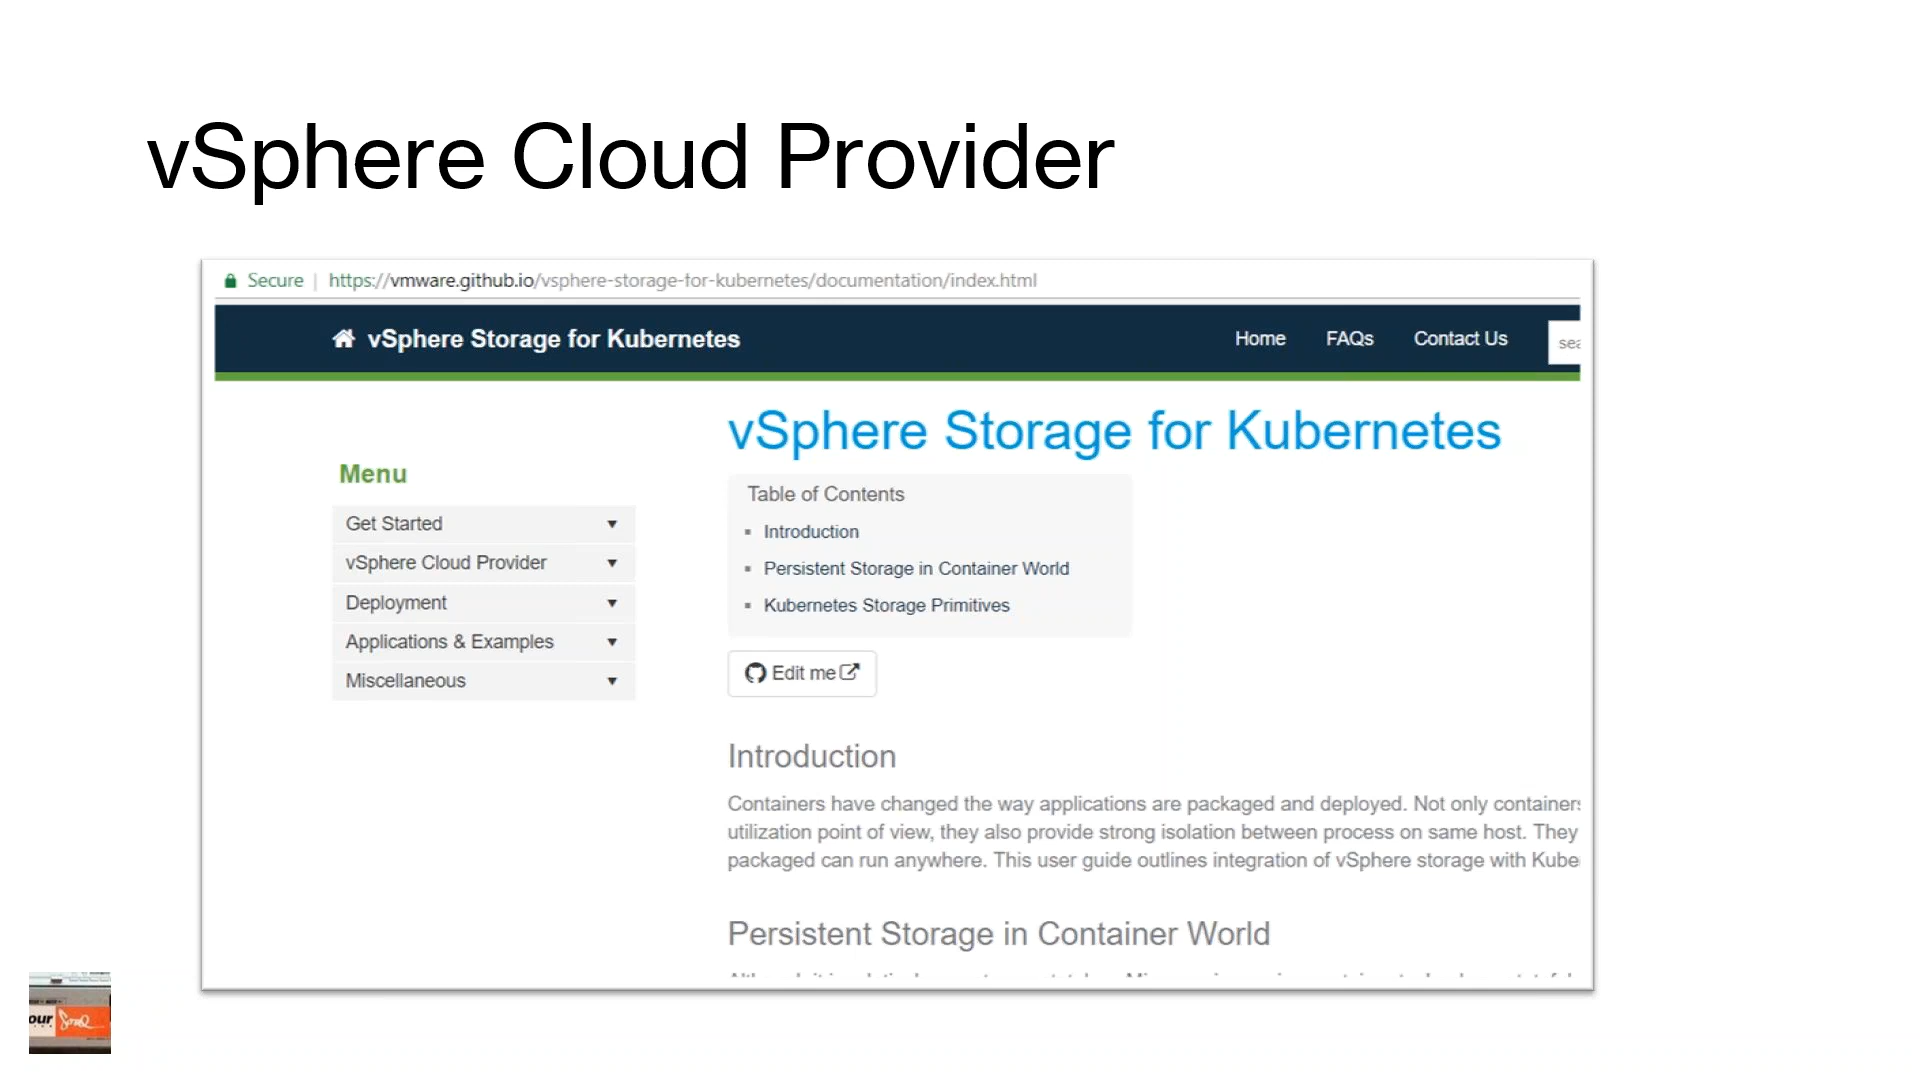 vSphere Cloud Provider
Secure | https://vmware.github.io/vsphere-storage-for-kubernetes/documentation/index.html
vSphere Storage for Kubernetes
Home FAQs Contact Us
vSphere Storage for Kubernetes
Menu
Get Started
vSphere Cloud Provider
Deployment
Applications & Examples
Miscellaneous
Table of Contents
Introduction
Persistent Storage in Container World
Kubernetes Storage Primitives
Edit me
Introduction
Containers have changed the way applications are packaged and deployed. Not only containers
utilization point of view, they also provide strong isolation between process on same host. They
packaged can run anywhere. This user guide outlines integration of vSphere storage with Kube
Persistent Storage in Container World
our